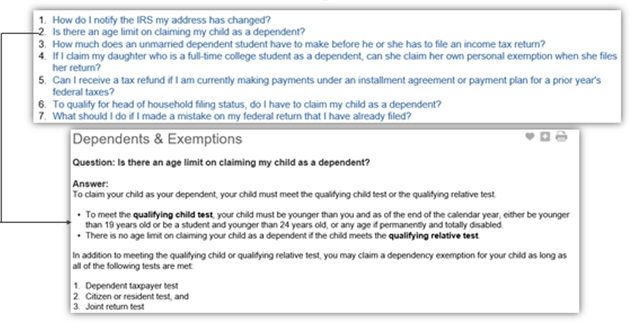 1. How do I notify the IRS my address has changed?
2. Is there an age limit on claiming my child as a dependent?
3. How much does an unmarried dependent student have to make before he or she has to file an income tax return?
4. If I claim my daughter who is a full-time college student as a dependent, can she claim her own personal exemption when she files
her return?
5. Can I receive a tax refund if I am currently making payments under an installment agreement or payment plan for a prior year's
federal taxes?
6. To qualify for head of household filing status, do I have to claim my child as a dependent?
7. What should I do if I made a mistake on my federal return that I have already filed?
Dependents & Exemptions
Question: Is there an age limit on claiming my child as a dependent?
Answer:
To claim your child as your dependent, your child must meet the qualifying child test or the qualifying relative test.
• To meet the qualifying child test, your child must be younger than you and as of the end of the calendar year, either be younger
than 19 years old or be a student and younger than 24 years old, or any age if permanently and totally disabled.
• There is no age limit on claiming your child as a dependent if the child meets the qualifying relative test.
In addition to meeting the qualifying child or qualifying relative test, you may claim a dependency exemption for your child as long as
all of the following tests are met:
1. Dependent taxpayer test
2. Citizen or resident test, and
3. Joint return test